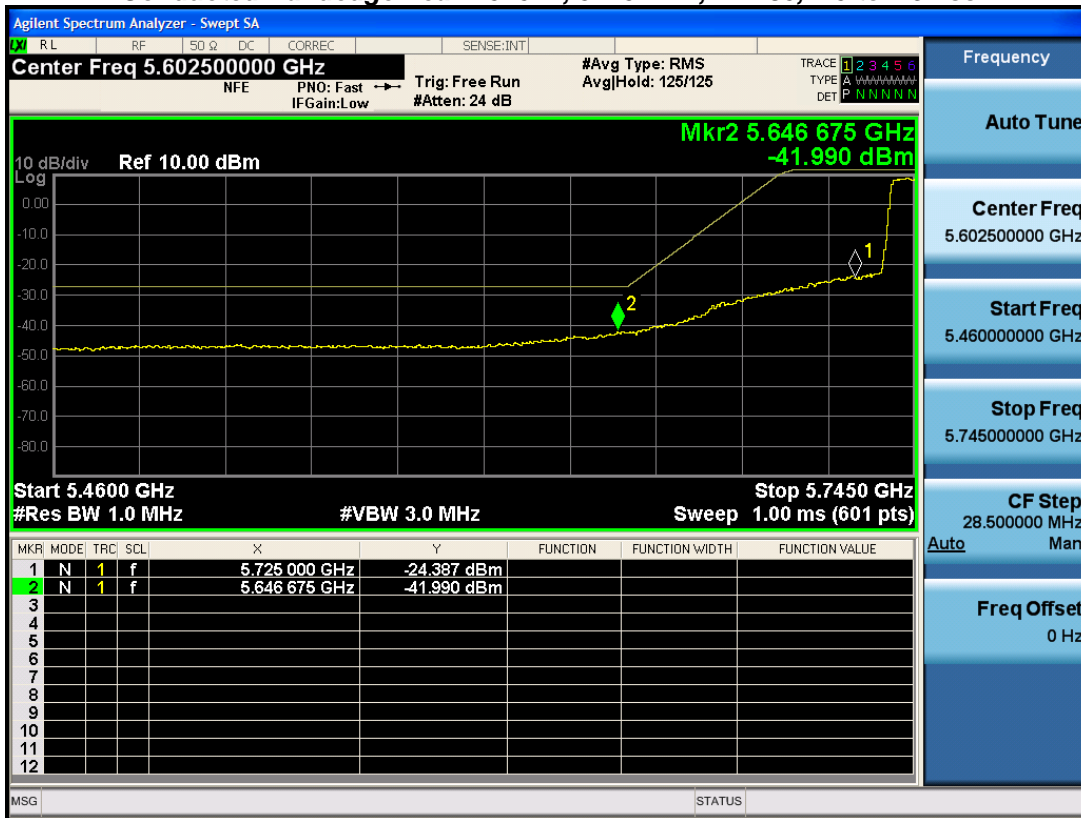 Agilent Spectrum Analyzer - Swept SA
LXI RL RF 50 Ω DC CORREC SENSE:INT
Center Freq 5.602500000 GHz
NFE PNO: Fast IFGain:Low
Trig: Free Run
#Atten: 24 dB
#Avg Type: RMS
Avg|Hold: 125/125
TRACE 1 2 3 4 5 6
TYPE A WWWWWW
DET P N N N N N
Mkr2 5.646 675 GHz
-41.990 dBm
10 dB/div Ref 10.00 dBm
Log
0.00
-10.0
-20.0
-30.0
-40.0
-50.0
-60.0
-70.0
-80.0
1
2
Start 5.4600 GHz
Stop 5.7450 GHz
#Res BW 1.0 MHz #VBW 3.0 MHz Sweep 1.00 ms (601 pts)
MKR MODE TRC SCL X Y FUNCTION FUNCTION WIDTH FUNCTION VALUE
1 N 1 f 5.725 000 GHz -24.387 dBm
2 N 1 f 5.646 675 GHz -41.990 dBm
3
4
5
6
7
8
9
10
11
12
MSG STATUS
Frequency
Auto Tune
Center Freq
5.602500000 GHz
Start Freq
5.460000000 GHz
Stop Freq
5.745000000 GHz
CF Step
28.500000 MHz
Auto Man
Freq Offset
0 Hz